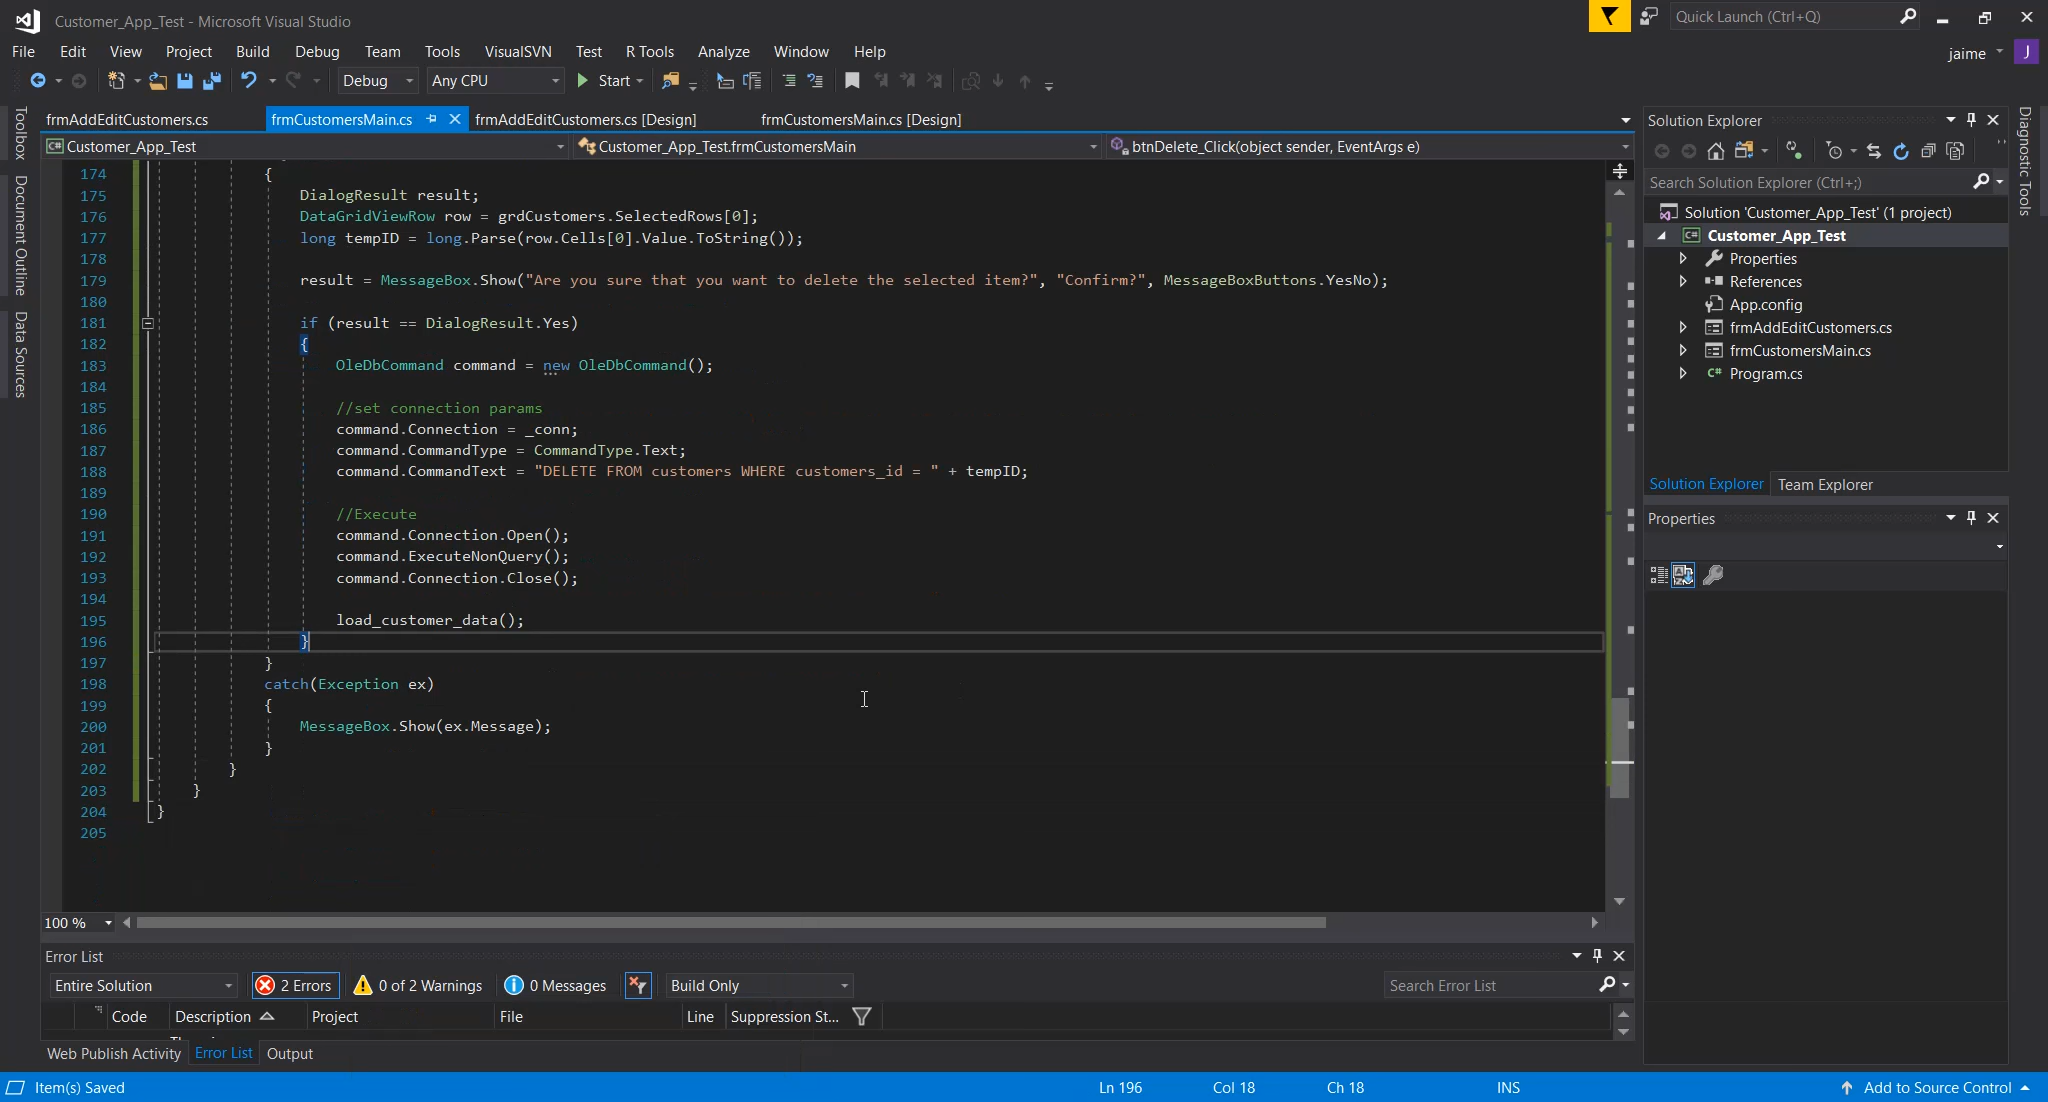 Customer_App_Test - Microsoft Visual Studio
Quick Launch (Ctrl+Q)
File Edit View Project Build Debug Team Tools VisualSVN Test R Tools Analyze Window Help
jaime J
Debug Any CPU Start
Toolbox
Document Outline
Data Sources
frmAddEditCustomers.cs frmCustomersMain.cs frmAddEditCustomers.cs [Design] frmCustomersMain.cs [Design]
C# Customer_App_Test Customer_App_Test.frmCustomersMain btnDelete_Click(object sender, EventArgs e)
174 {
175 DialogResult result;
176 DataGridViewRow row = grdCustomers.SelectedRows[0];
177 long tempID = long.Parse(row.Cells[0].Value.ToString());
178
179 result = MessageBox.Show("Are you sure that you want to delete the selected item?", "Confirm?", MessageBoxButtons.YesNo);
180
181 if (result == DialogResult.Yes)
182 {
183 OleDbCommand command = new OleDbCommand();
184
185 //set connection params
186 command.Connection = _conn;
187 command.CommandType = CommandType.Text;
188 command.CommandText = "DELETE FROM customers WHERE customers_id = " + tempID;
189
190 //Execute
191 command.Connection.Open();
192 command.ExecuteNonQuery();
193 command.Connection.Close();
194
195 load_customer_data();
196 }
197 }
198 catch(Exception ex)
199 {
200 MessageBox.Show(ex.Message);
201 }
202 }
203 }
204 }
205
100 %
Solution Explorer
Search Solution Explorer (Ctrl+;)
Solution 'Customer_App_Test' (1 project)
C# Customer_App_Test
Properties
References
App.config
frmAddEditCustomers.cs
frmCustomersMain.cs
C# Program.cs
Solution Explorer Team Explorer
Properties
Diagnostic Tools
Error List
Entire Solution 2 Errors 0 of 2 Warnings 0 Messages Build Only Search Error List
Code Description Project File Line Suppression St...
Web Publish Activity Error List Output
Item(s) Saved Ln 196 Col 18 Ch 18 INS Add to Source Control